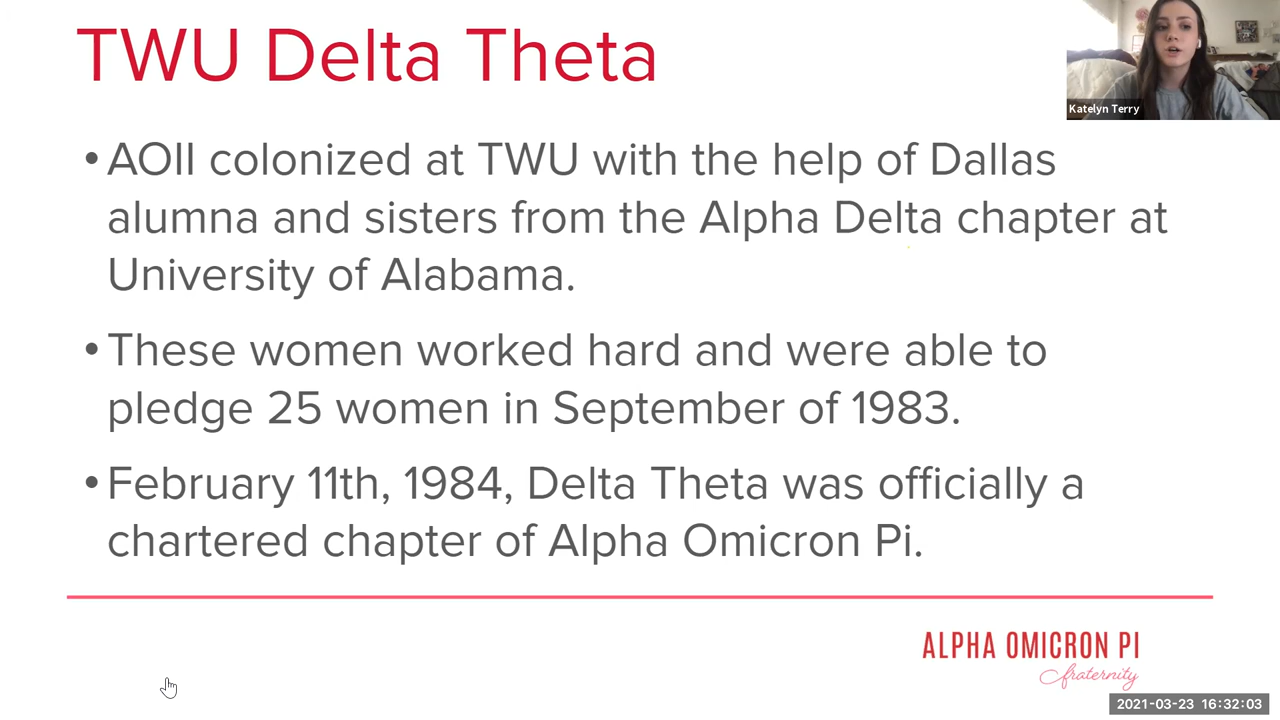 TWU Delta Theta
Katelyn Terry
• AOII colonized at TWU with the help of Dallas
alumna and sisters from the Alpha Delta chapter at
University of Alabama.
• These women worked hard and were able to
pledge 25 women in September of 1983.
• February 11th, 1984, Delta Theta was officially a
chartered chapter of Alpha Omicron Pi.
ALPHA OMICRON PI
fraternity
2021-03-23 16:32:03